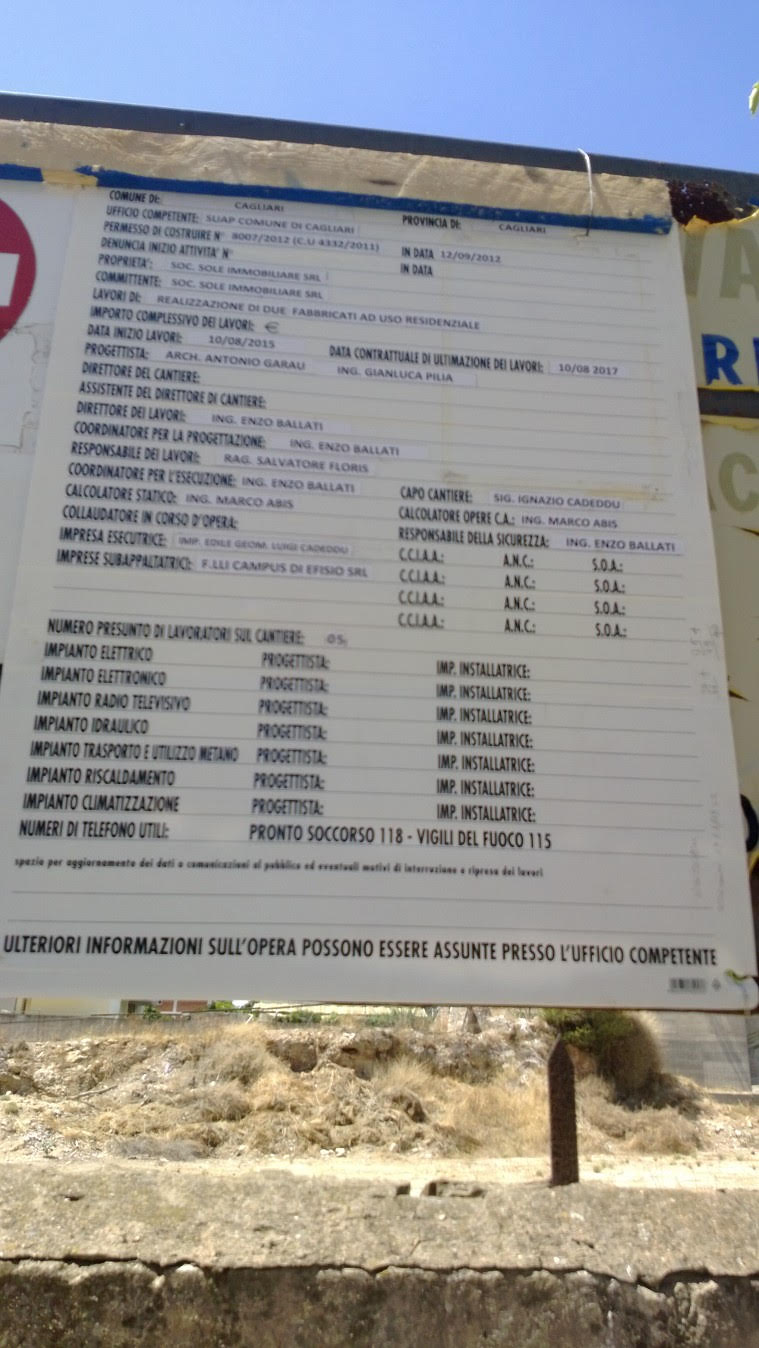 COMUNE DI: CAGLIARI PROVINCIA DI: CAGLIARI
UFFICIO COMPETENTE: SUAP COMUNE DI CAGLIARI
PERMESSO DI COSTRUIRE N° 8007/2012 (C.U 4332/2011) IN DATA 12/09/2012
DENUNCIA INIZIO ATTIVITA' N° IN DATA
PROPRIETA': SOC. SOLE IMMOBILIARE SRL
COMMITTENTE: SOC. SOLE IMMOBILIARE SRL
LAVORI DI: REALIZZAZIONE DI DUE FABBRICATI AD USO RESIDENZIALE
IMPORTO COMPLESSIVO DEI LAVORI: €
DATA INIZIO LAVORI: 10/08/2015 DATA CONTRATTUALE DI ULTIMAZIONE DEI LAVORI: 10/08 2017
PROGETTISTA: ARCH. ANTONIO GARAU ING. GIANLUCA PILIA
DIRETTORE DEL CANTIERE:
ASSISTENTE DEL DIRETTORE DI CANTIERE:
DIRETTORE DEI LAVORI: ING. ENZO BALLATI
COORDINATORE PER LA PROGETTAZIONE: ING. ENZO BALLATI
RESPONSABILE DEI LAVORI: RAG. SALVATORE FLORIS
COORDINATORE PER L'ESECUZIONE: ING. ENZO BALLATI CAPO CANTIERE: SIG. IGNAZIO CADEDDU
CALCOLATORE STATICO: ING. MARCO ABIS CALCOLATORE OPERE C.A.: ING. MARCO ABIS
COLLAUDATORE IN CORSO D'OPERA: RESPONSABILE DELLA SICUREZZA: ING. ENZO BALLATI
IMPRESA ESECUTRICE: IMP. EDILE GEOM. LUIGI CADEDDU C.C.I.A.A.: A.N.C.: S.O.A.:
IMPRESE SUBAPPALTATRICI: F.LLI CAMPUS DI EFISIO SRL C.C.I.A.A.: A.N.C.: S.O.A.:
C.C.I.A.A.: A.N.C.: S.O.A.:
C.C.I.A.A.: A.N.C.: S.O.A.:
NUMERO PRESUNTO DI LAVORATORI SUL CANTIERE: 05
IMPIANTO ELETTRICO PROGETTISTA: IMP. INSTALLATRICE:
IMPIANTO ELETTRONICO PROGETTISTA: IMP. INSTALLATRICE:
IMPIANTO RADIO TELEVISIVO PROGETTISTA: IMP. INSTALLATRICE:
IMPIANTO IDRAULICO PROGETTISTA: IMP. INSTALLATRICE:
IMPIANTO TRASPORTO E UTILIZZO METANO PROGETTISTA: IMP. INSTALLATRICE:
IMPIANTO RISCALDAMENTO PROGETTISTA: IMP. INSTALLATRICE:
IMPIANTO CLIMATIZZAZIONE PROGETTISTA: IMP. INSTALLATRICE:
NUMERI DI TELEFONO UTILI: PRONTO SOCCORSO 118 - VIGILI DEL FUOCO 115
spazio per aggiornamento dei dati o comunicazioni al pubblico ed eventuali motivi di interruzione e ripresa dei lavori
ULTERIORI INFORMAZIONI SULL'OPERA POSSONO ESSERE ASSUNTE PRESSO L'UFFICIO COMPETENTE